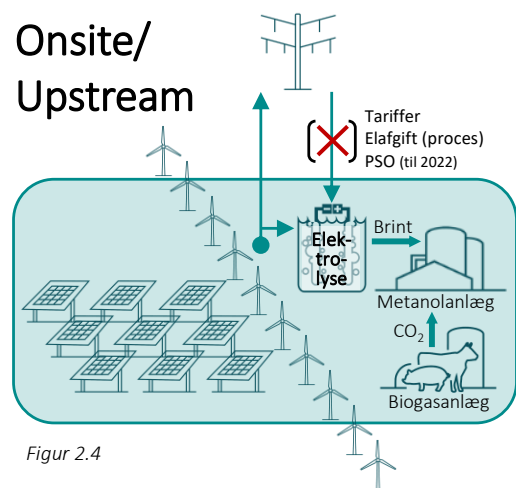 Onsite/
Upstream
Tariffer
Elafgift (proces)
PSO (til 2022)
Elek-
tro-
lyse
Brint
Metanolanlæg
CO₂
Biogasanlæg
Figur 2.4